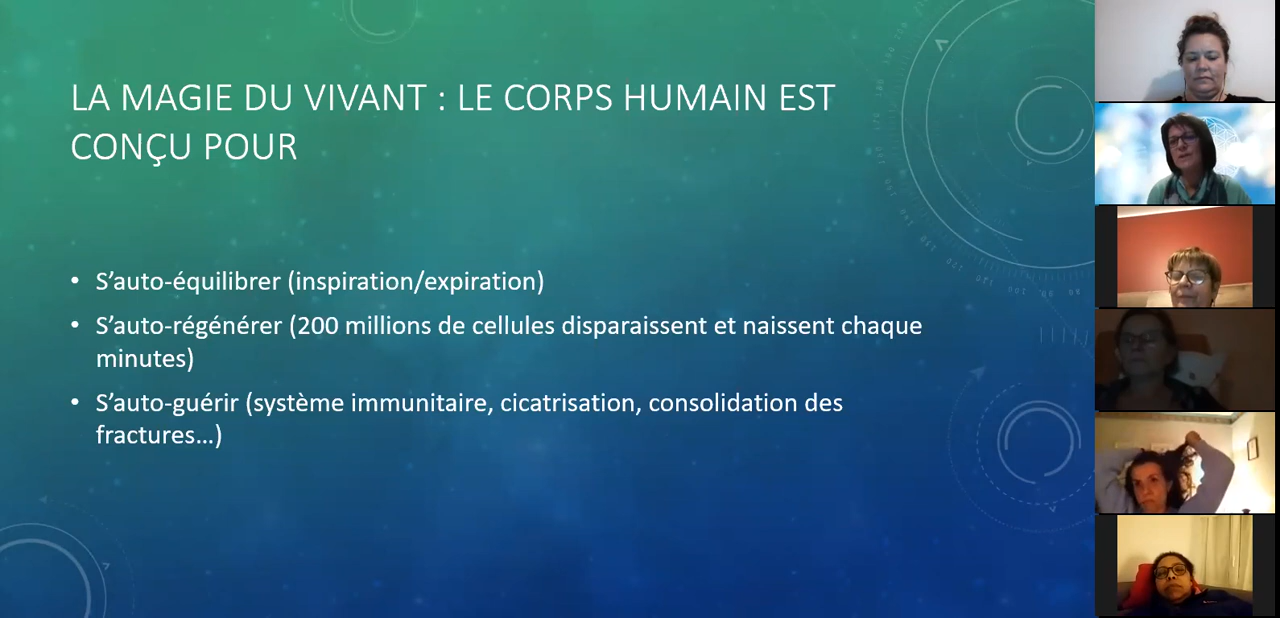 LA MAGIE DU VIVANT : LE CORPS HUMAIN EST
CONÇU POUR
• S'auto-équilibrer (inspiration/expiration)
• S'auto-régénérer (200 millions de cellules disparaissent et naissent chaque
minutes)
• S'auto-guérir (système immunitaire, cicatrisation, consolidation des
fractures…)